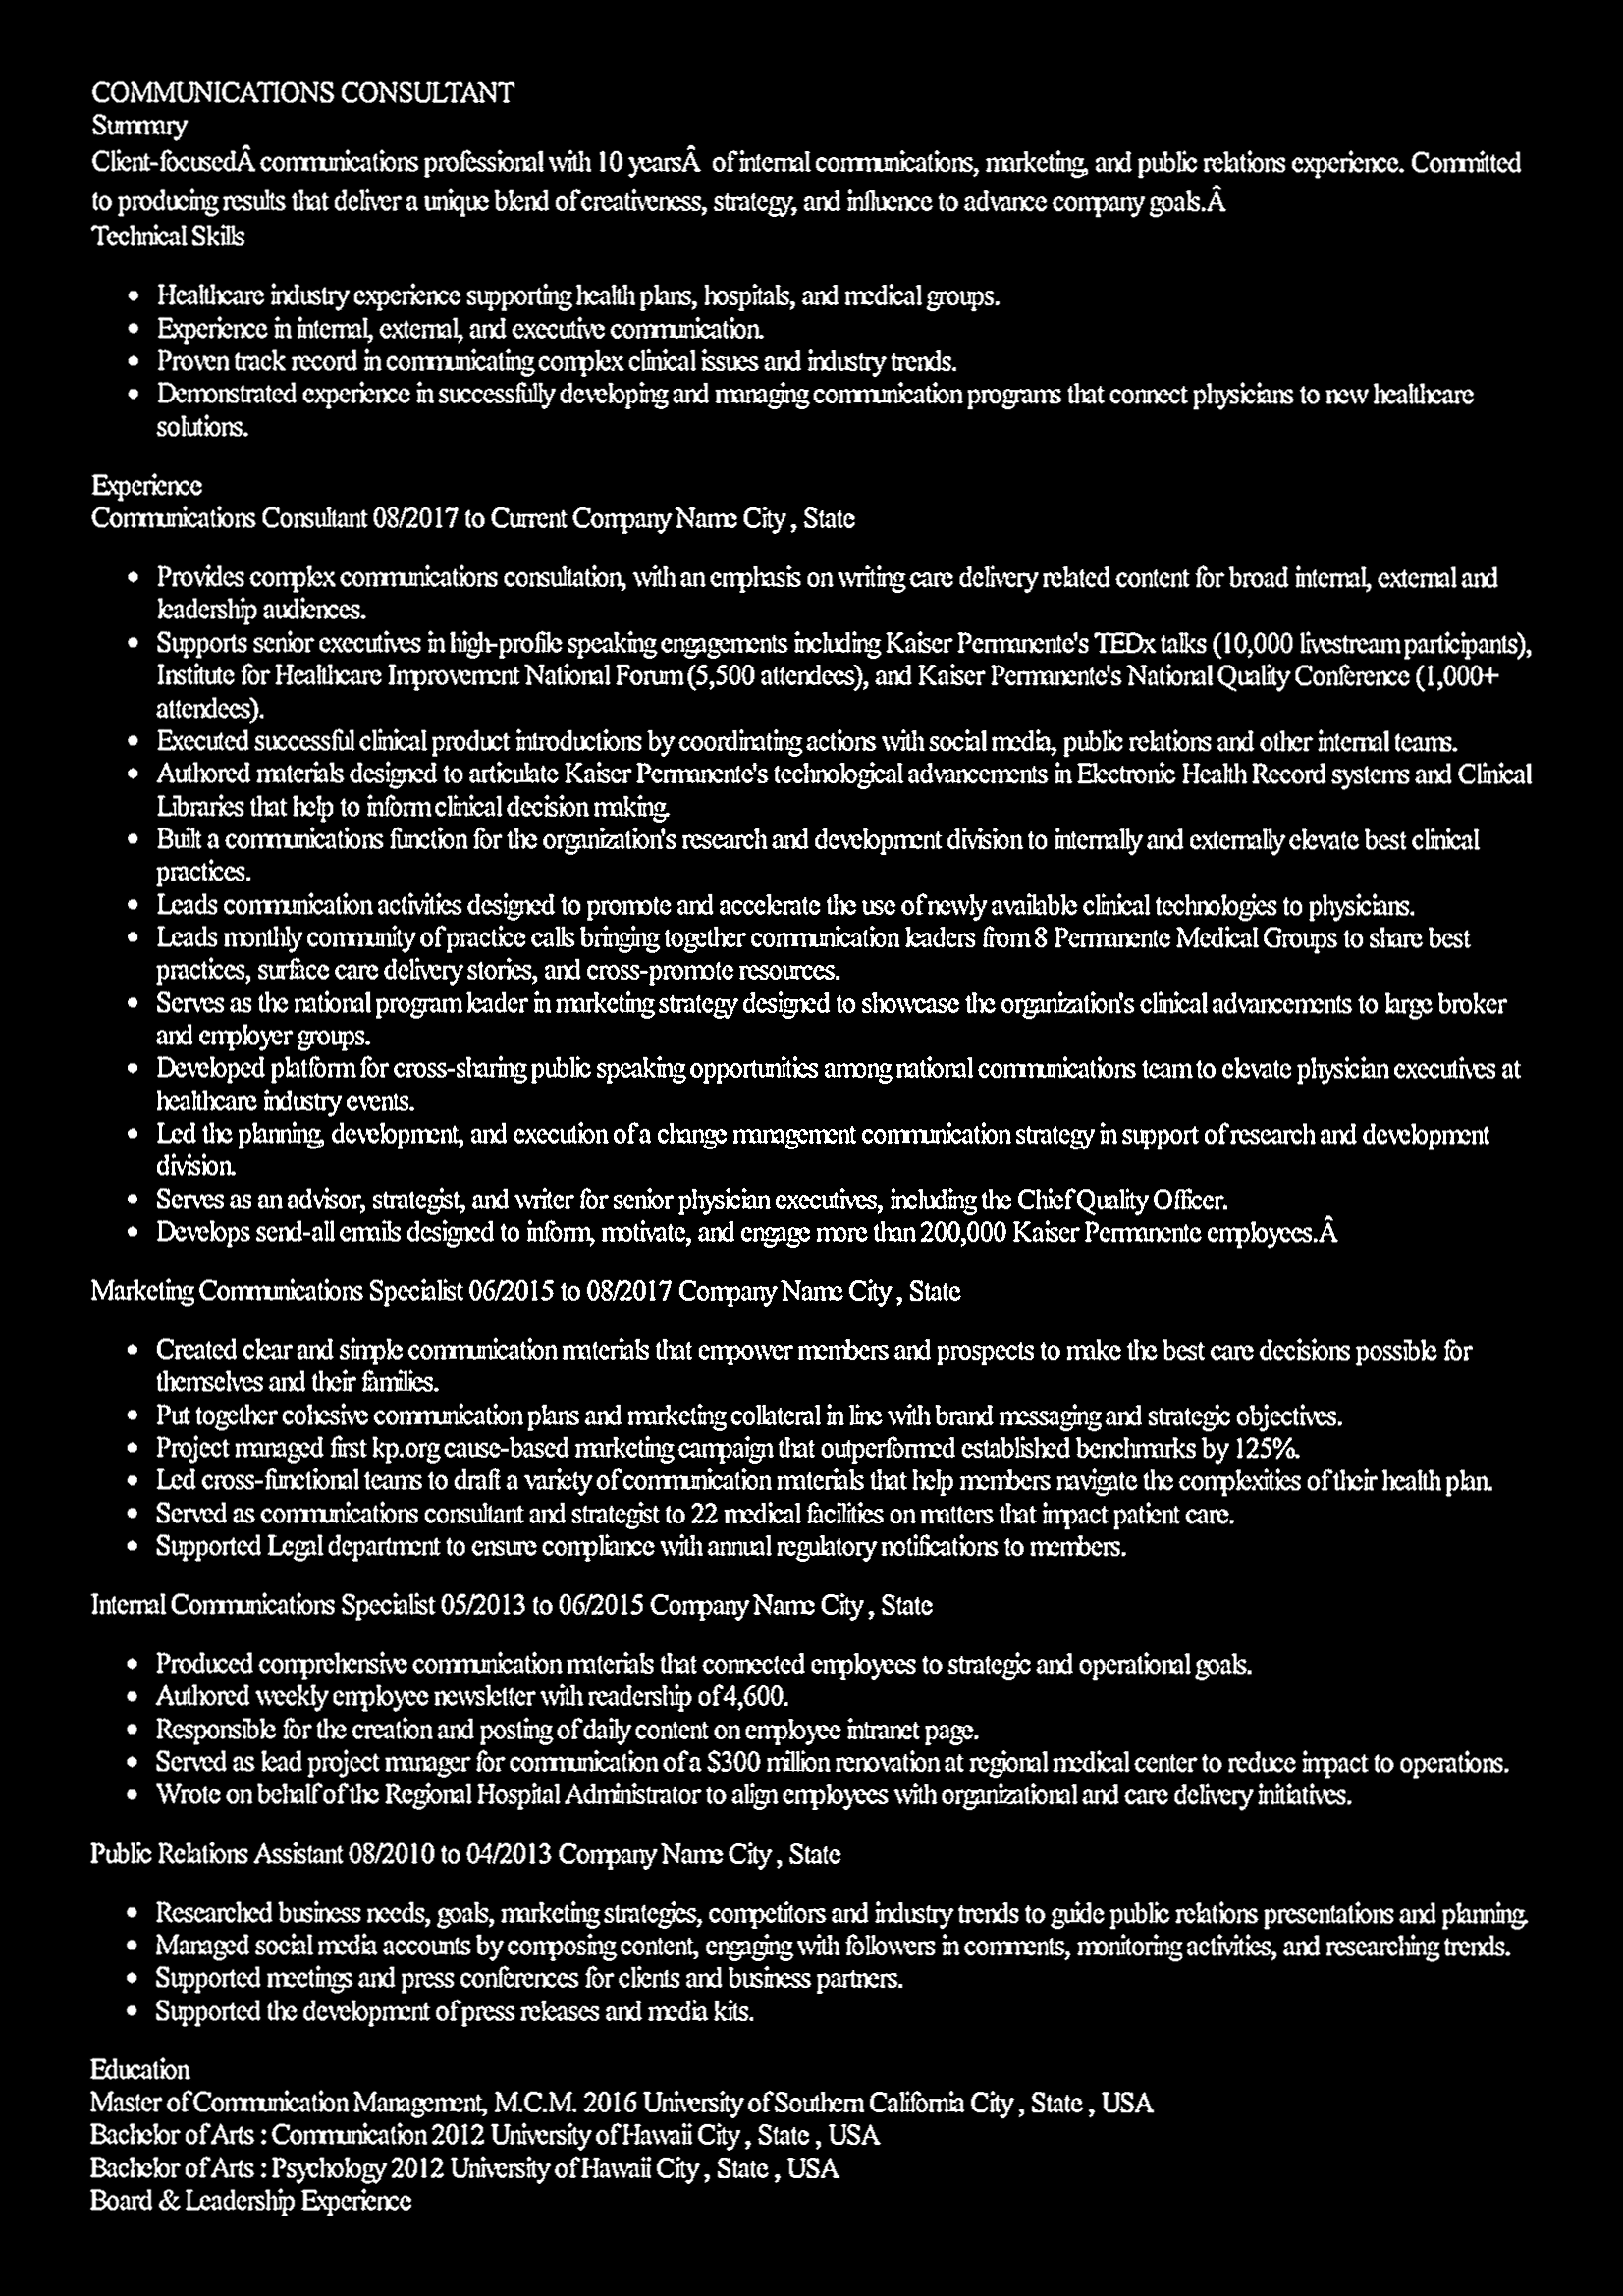 COMMUNICATIONS CONSULTANT
Summary
Client-focusedÂ communications professional with 10 yearsÂ  of internal communications, marketing, and public relations experience. Committed
to producing results that deliver a unique blend of creativeness, strategy, and influence to advance company goals.Â
Technical Skills
• Healthcare industry experience supporting health plans, hospitals, and medical groups.
• Experience in internal, external, and executive communication.
• Proven track record in communicating complex clinical issues and industry trends.
• Demonstrated experience in successfully developing and managing communication programs that connect physicians to new healthcare
solutions.
Experience
Communications Consultant 08/2017 to Current Company Name City , State
• Provides complex communications consultation, with an emphasis on writing care delivery related content for broad internal, external and
leadership audiences.
• Supports senior executives in high-profile speaking engagements including Kaiser Permanente's TEDx talks (10,000 livestream participants),
Institute for Healthcare Improvement National Forum (5,500 attendees), and Kaiser Permanente's National Quality Conference (1,000+
attendees).
• Executed successful clinical product introductions by coordinating actions with social media, public relations and other internal teams.
• Authored materials designed to articulate Kaiser Permanente's technological advancements in Electronic Health Record systems and Clinical
Libraries that help to inform clinical decision making.
• Built a communications function for the organization's research and development division to internally and externally elevate best clinical
practices.
• Leads communication activities designed to promote and accelerate the use of newly available clinical technologies to physicians.
• Leads monthly community of practice calls bringing together communication leaders from 8 Permanente Medical Groups to share best
practices, surface care delivery stories, and cross-promote resources.
• Serves as the national program leader in marketing strategy designed to showcase the organization's clinical advancements to large broker
and employer groups.
• Developed platform for cross-sharing public speaking opportunities among national communications team to elevate physician executives at
healthcare industry events.
• Led the planning, development, and execution of a change management communication strategy in support of research and development
division.
• Serves as an advisor, strategist, and writer for senior physician executives, including the Chief Quality Officer.
• Develops send-all emails designed to inform, motivate, and engage more than 200,000 Kaiser Permanente employees.Â
Marketing Communications Specialist 06/2015 to 08/2017 Company Name City , State
• Created clear and simple communication materials that empower members and prospects to make the best care decisions possible for
themselves and their families.
• Put together cohesive communication plans and marketing collateral in line with brand messaging and strategic objectives.
• Project managed first kp.org cause-based marketing campaign that outperformed established benchmarks by 125%.
• Led cross-functional teams to draft a variety of communication materials that help members navigate the complexities of their health plan.
• Served as communications consultant and strategist to 22 medical facilities on matters that impact patient care.
• Supported Legal department to ensure compliance with annual regulatory notifications to members.
Internal Communications Specialist 05/2013 to 06/2015 Company Name City , State
• Produced comprehensive communication materials that connected employees to strategic and operational goals.
• Authored weekly employee newsletter with readership of 4,600.
• Responsible for the creation and posting of daily content on employee intranet page.
• Served as lead project manager for communication of a $300 million renovation at regional medical center to reduce impact to operations.
• Wrote on behalf of the Regional Hospital Administrator to align employees with organizational and care delivery initiatives.
Public Relations Assistant 08/2010 to 04/2013 Company Name City , State
• Researched business needs, goals, marketing strategies, competitors and industry trends to guide public relations presentations and planning.
• Managed social media accounts by composing content, engaging with followers in comments, monitoring activities, and researching trends.
• Supported meetings and press conferences for clients and business partners.
• Supported the development of press releases and media kits.
Education
Master of Communication Management, M.C.M. 2016 University of Southern California City , State , USA
Bachelor of Arts : Communication 2012 University of Hawaii City , State , USA
Bachelor of Arts : Psychology 2012 University of Hawaii City , State , USA
Board & Leadership Experience